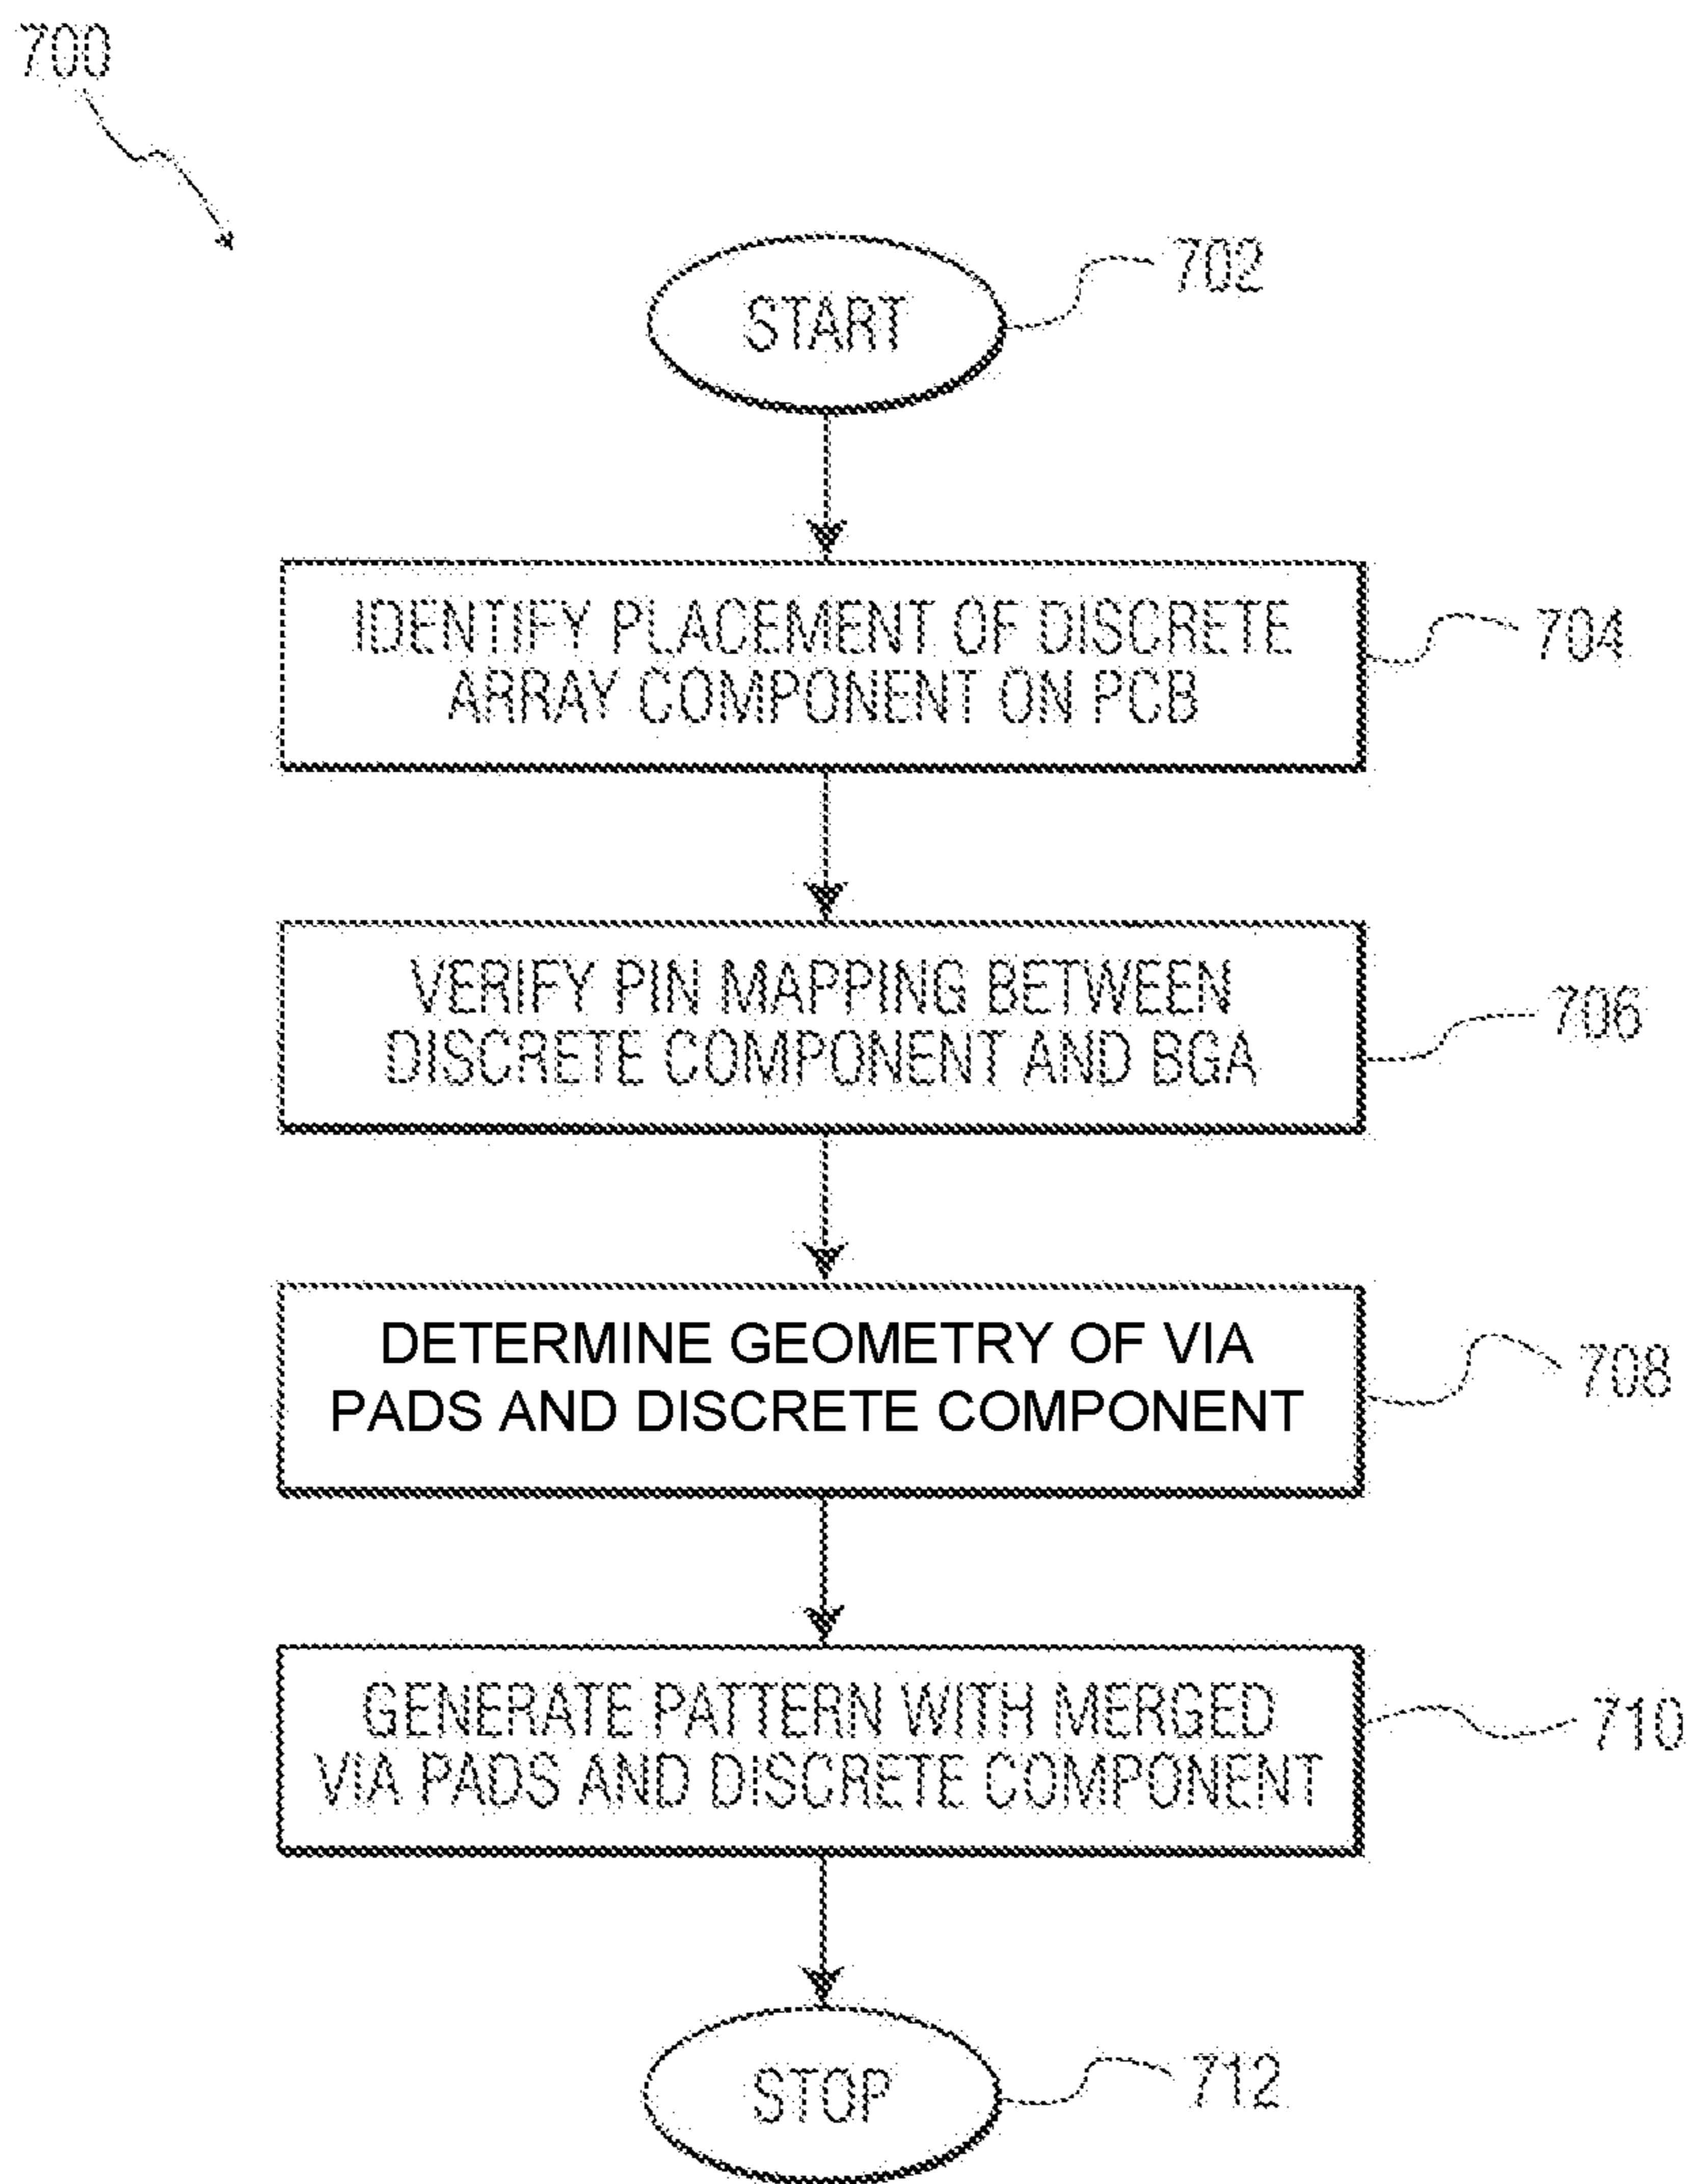 700
START
702
IDENTIFY PLACEMENT OF DISCRETE
ARRAY COMPONENT ON PCB
704
VERIFY PIN MAPPING BETWEEN
DISCRETE COMPONENT AND BGA
706
DETERMINE GEOMETRY OF VIA
PADS AND DISCRETE COMPONENT
708
GENERATE PATTERN WITH MERGED
VIA PADS AND DISCRETE COMPONENT
710
STOP
712